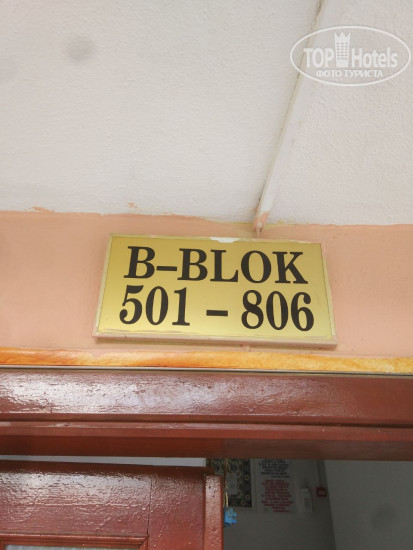 TOP Hotels
ФОТО ТУРИСТА
B-BLOK
501 - 806